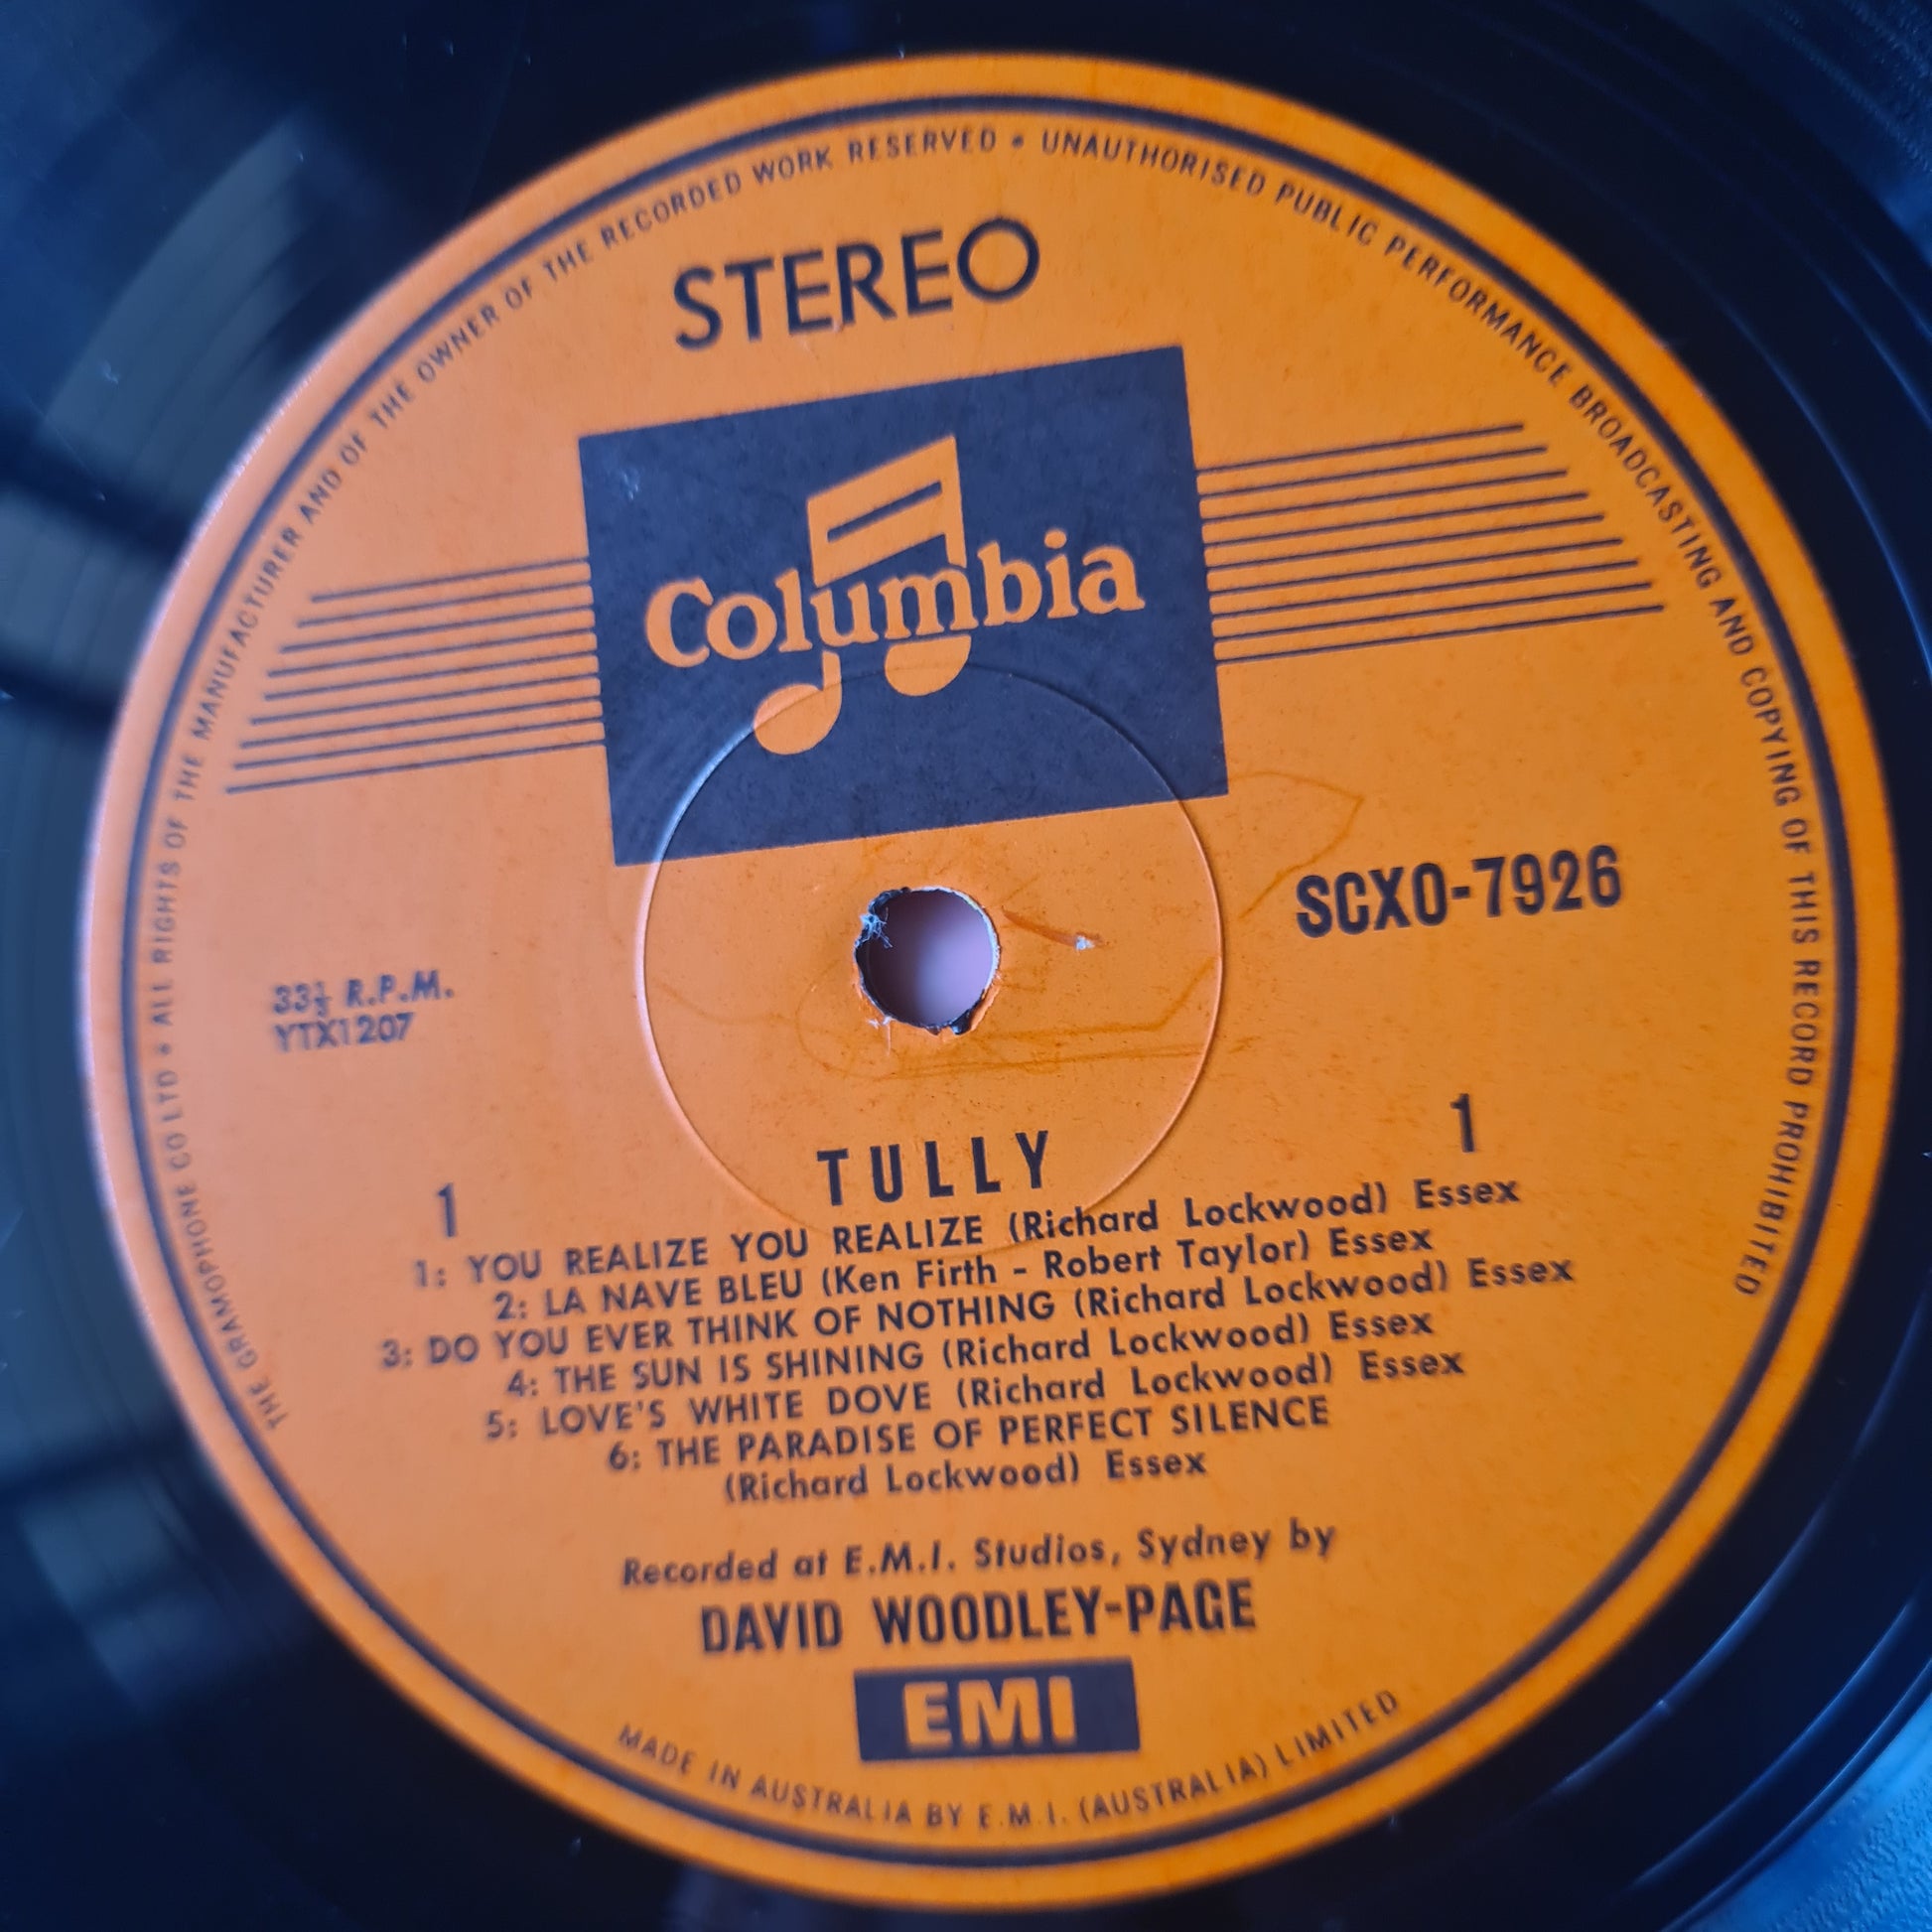 THE GRAMOPHONE CO LTD • ALL RIGHTS OF THE MANUFACTURER AND OF THE OWNER OF THE RECORDED WORK RESERVED • UNAUTHORISED PUBLIC PERFORMANCE BROADCASTING AND COPYING OF THIS RECORD PROHIBITED
STEREO
Columbia
SCXO-7926
33⅓ R.P.M.
YTX1207
TULLY
1 1
1: YOU REALIZE YOU REALIZE (Richard Lockwood) Essex
2: LA NAVE BLEU (Ken Firth - Robert Taylor) Essex
3: DO YOU EVER THINK OF NOTHING (Richard Lockwood) Essex
4: THE SUN IS SHINING (Richard Lockwood) Essex
5: LOVE'S WHITE DOVE (Richard Lockwood) Essex
6: THE PARADISE OF PERFECT SILENCE
(Richard Lockwood) Essex
Recorded at E.M.I. Studios, Sydney by
DAVID WOODLEY-PAGE
EMI
MADE IN AUSTRALIA BY E.M.I. (AUSTRALIA) LIMITED